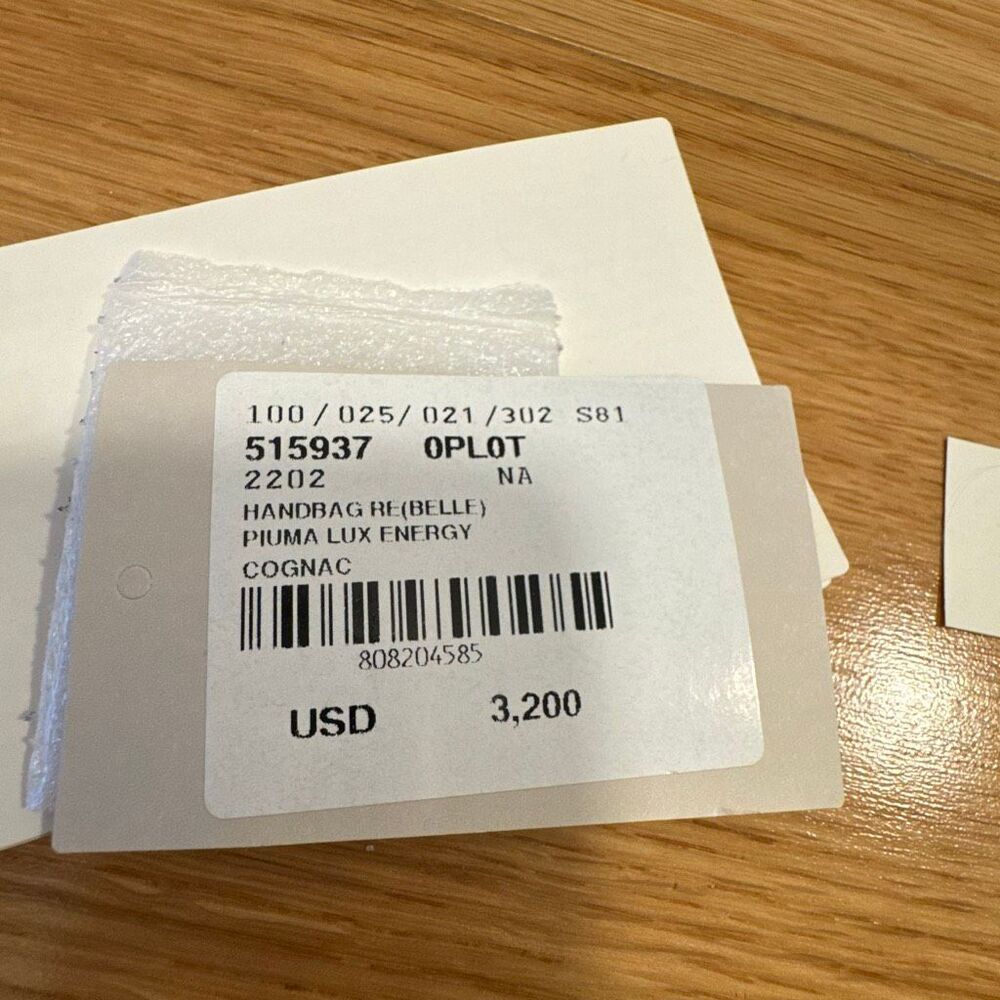 100/025/021/302 S81
515937 0PL0T
2202 NA
HANDBAG RE(BELLE)
PIUMA LUX ENERGY
COGNAC
808204585
USD 3,200